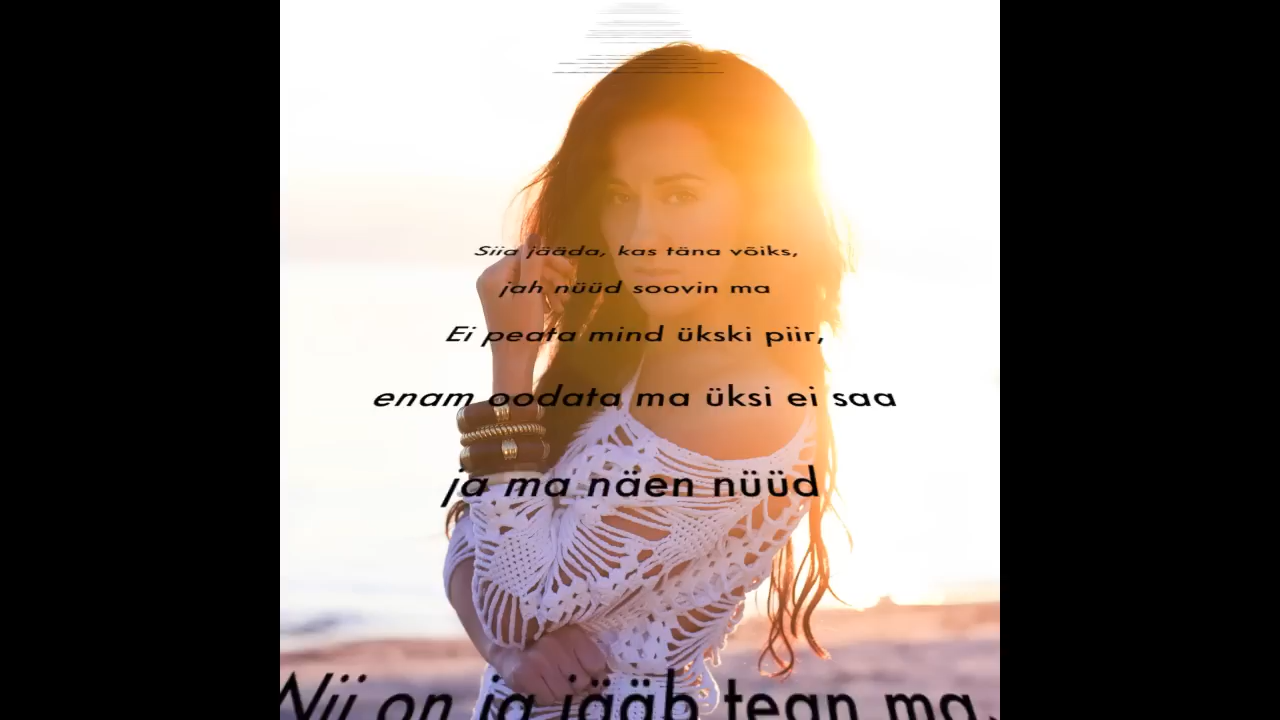 Siia jääda, kas täna võiks,
jah nüüd soovin ma
Ei peata mind ükski piir,
enam oodata ma üksi ei saa
ja ma näen nüüd
Nii on ja jääb tean ma,